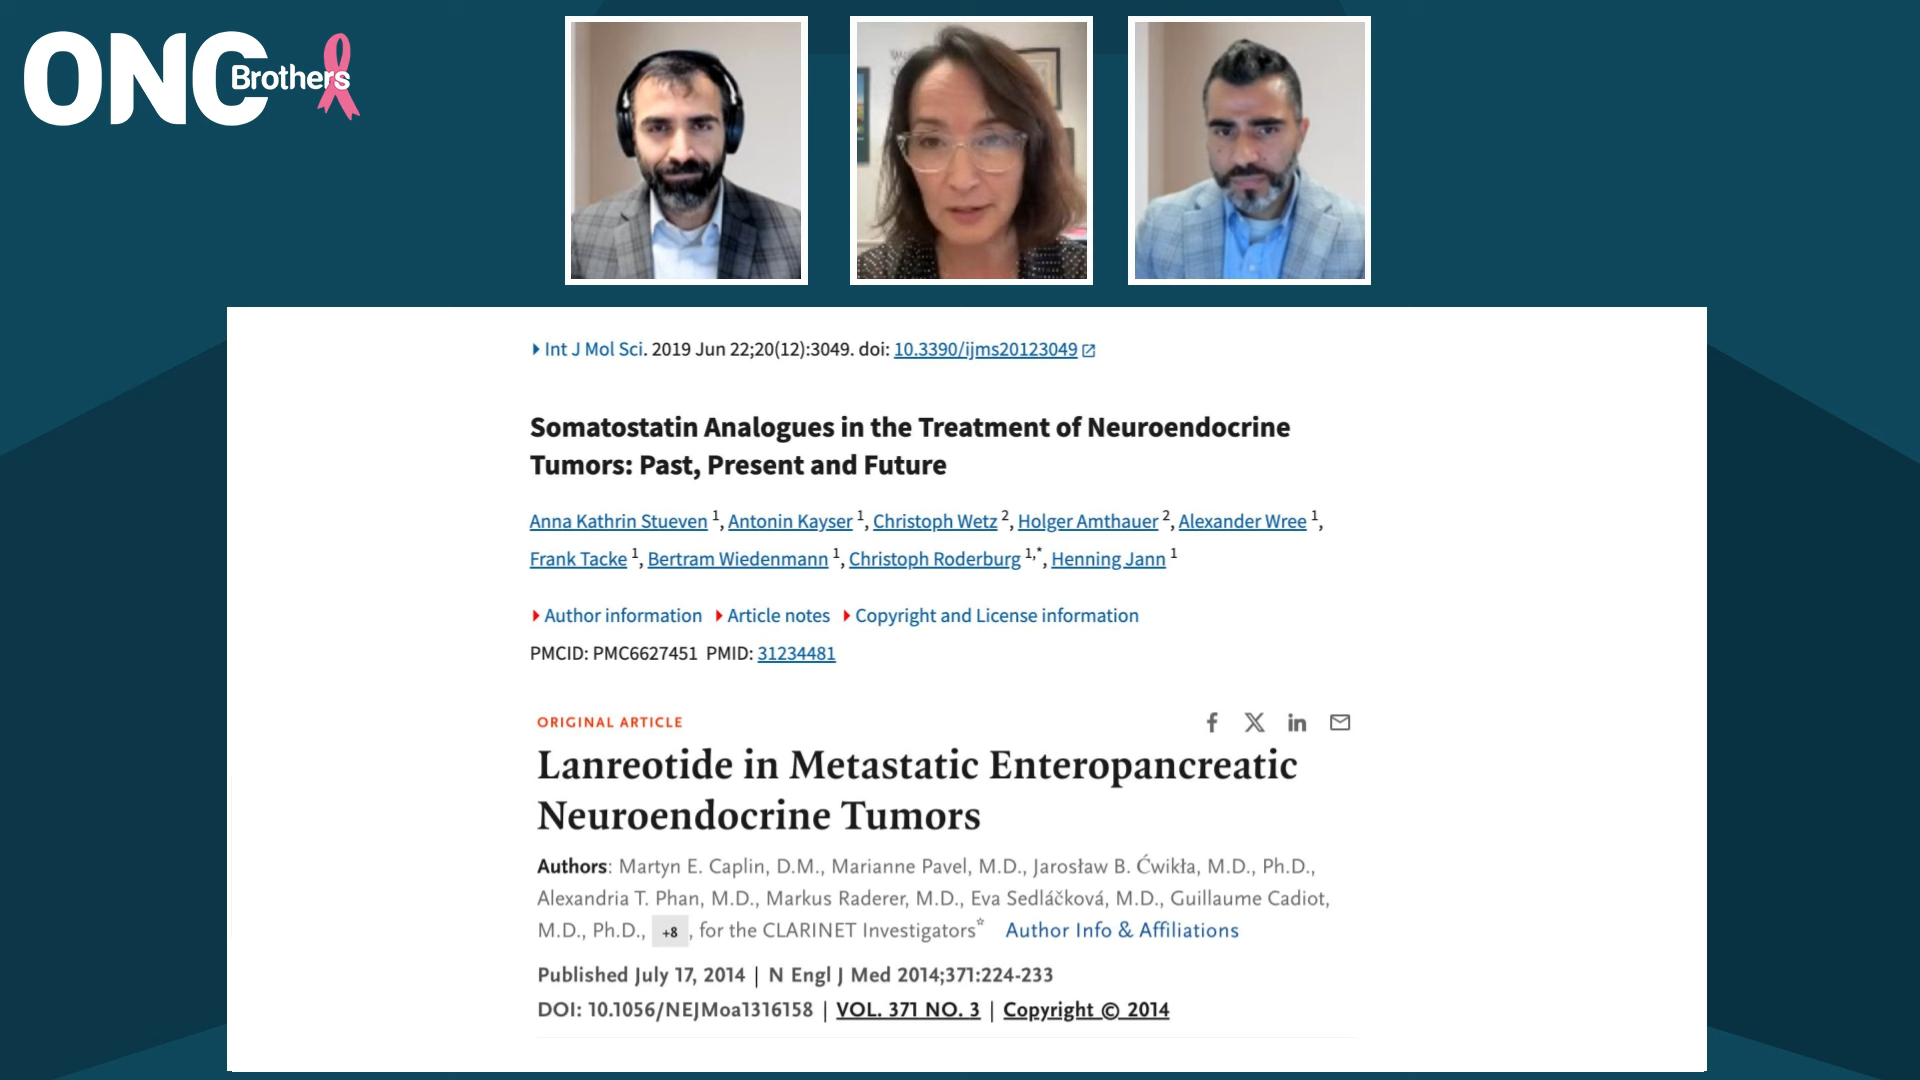 ONC
Brothers
Int J Mol Sci. 2019 Jun 22;20(12):3049. doi: 10.3390/ijms20123049
Somatostatin Analogues in the Treatment of Neuroendocrine
Tumors: Past, Present and Future
Anna Kathrin Stueven 1, Antonin Kayser 1, Christoph Wetz 2, Holger Amthauer 2, Alexander Wree 1,
Frank Tacke 1, Bertram Wiedenmann 1, Christoph Roderburg 1,*, Henning Jann 1
Author information Article notes Copyright and License information
PMCID: PMC6627451 PMID: 31234481
ORIGINAL ARTICLE
Lanreotide in Metastatic Enteropancreatic
Neuroendocrine Tumors
Authors: Martyn E. Caplin, D.M., Marianne Pavel, M.D., Jarosław B. Ćwikła, M.D., Ph.D.,
Alexandria T. Phan, M.D., Markus Raderer, M.D., Eva Sedláčková, M.D., Guillaume Cadiot,
M.D., Ph.D., +8, for the CLARINET Investigators* Author Info & Affiliations
Published July 17, 2014 | N Engl J Med 2014;371:224-233
DOI: 10.1056/NEJMoa1316158 | VOL. 371 NO. 3 | Copyright © 2014